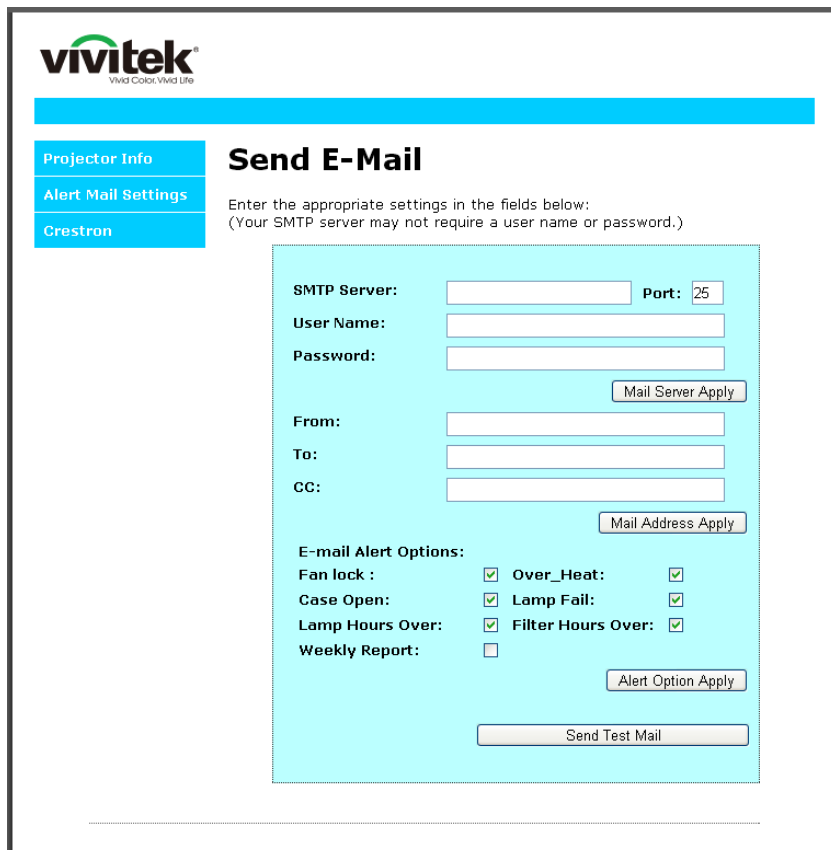 vivitek®
Vivid Color, Vivid Life
Projector Info
Alert Mail Settings
Crestron
Send E-Mail
Enter the appropriate settings in the fields below:
(Your SMTP server may not require a user name or password.)
SMTP Server: Port: 25
User Name:
Password:
Mail Server Apply
From:
To:
CC:
Mail Address Apply
E-mail Alert Options:
Fan lock : Over_Heat:
Case Open: Lamp Fail:
Lamp Hours Over: Filter Hours Over:
Weekly Report:
Alert Option Apply
Send Test Mail